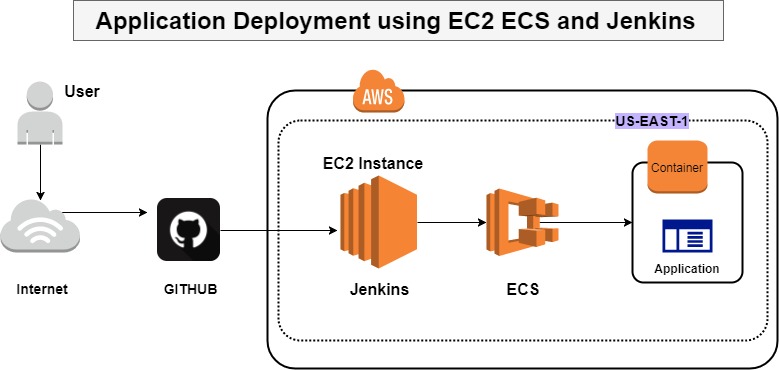 Application Deployment using EC2 ECS and Jenkins
User
AWS
US-EAST-1
EC2 Instance
Container
Internet
GITHUB
Jenkins
ECS
Application